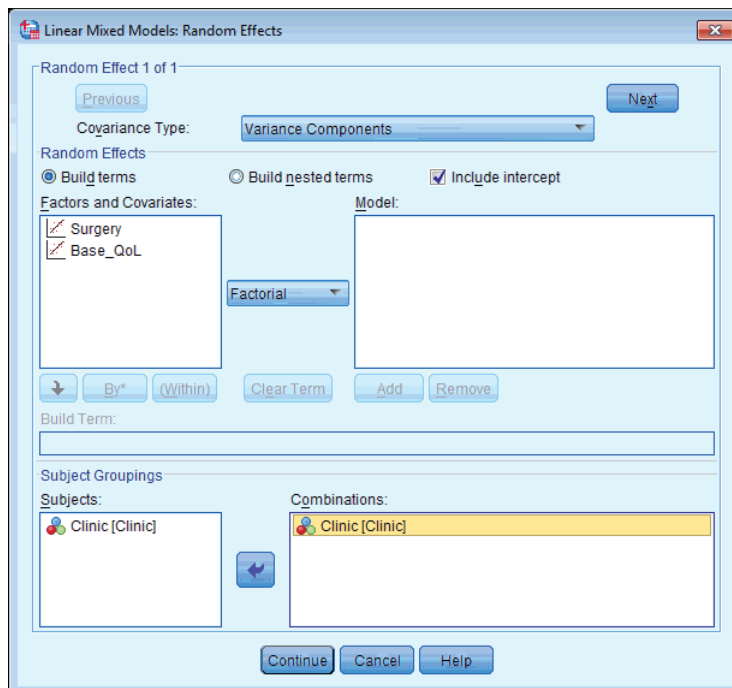 Linear Mixed Models: Random Effects
Random Effect 1 of 1
Previous
Next
Covariance Type:
Variance Components
Random Effects
Build terms
Build nested terms
Include intercept
Factors and Covariates:
Model:
Surgery
Base_QoL
Factorial
By*
(Within)
Clear Term
Add
Remove
Build Term:
Subject Groupings
Subjects:
Combinations:
Clinic [Clinic]
Clinic [Clinic]
Continue
Cancel
Help